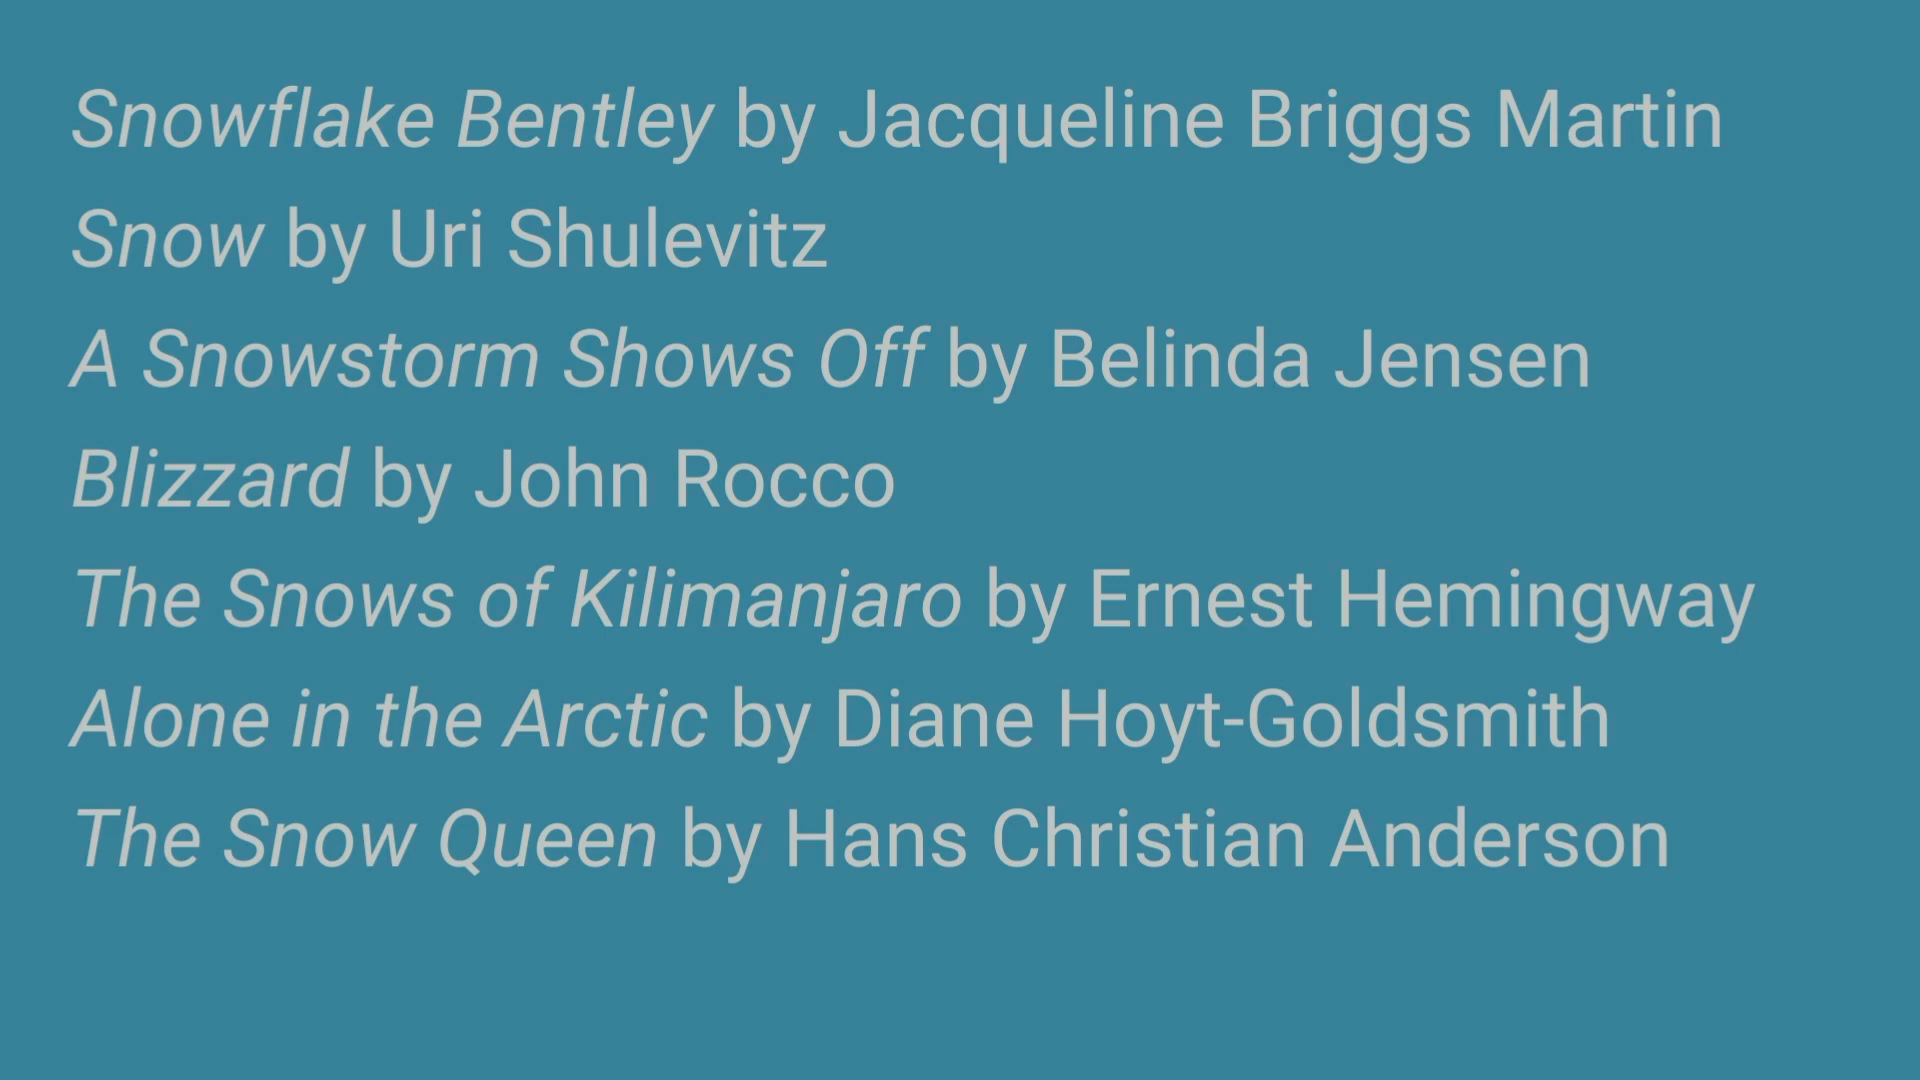 Snowflake Bentley by Jacqueline Briggs Martin
Snow by Uri Shulevitz
A Snowstorm Shows Off by Belinda Jensen
Blizzard by John Rocco
The Snows of Kilimanjaro by Ernest Hemingway
Alone in the Arctic by Diane Hoyt-Goldsmith
The Snow Queen by Hans Christian Anderson